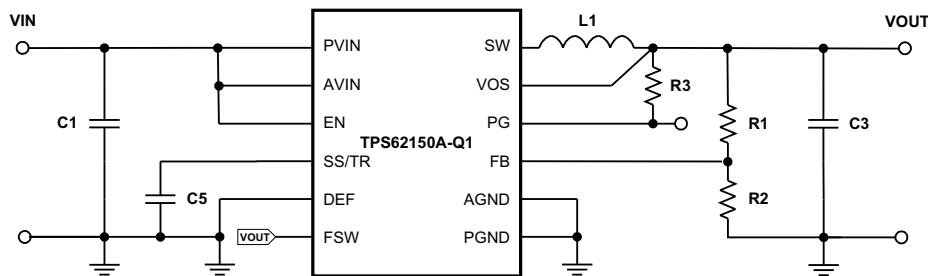 VIN
L1
VOUT
PVIN
SW
AVIN
VOS
R3
C1
EN
PG
R1
C3
TPS62150A-Q1
SS/TR
FB
C5
DEF
AGND
R2
VOUT
FSW
PGND